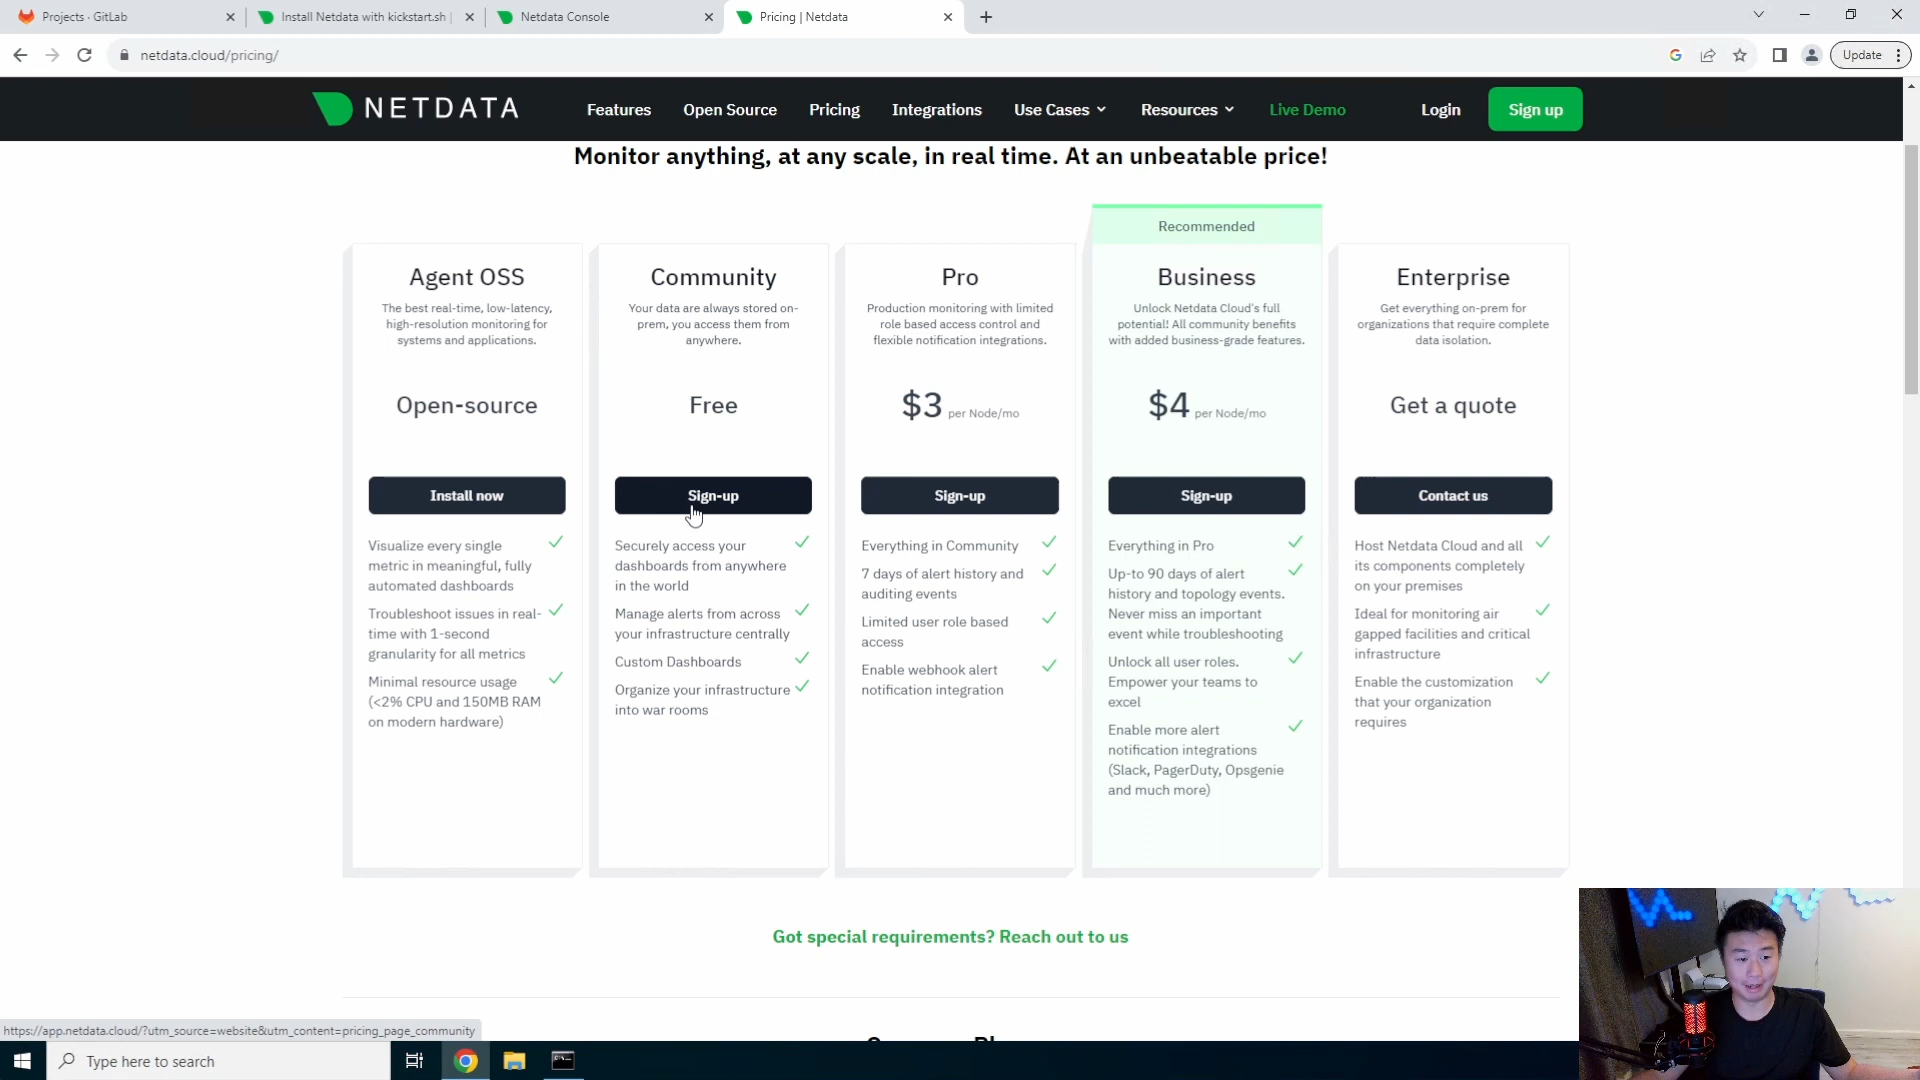 Projects · GitLab
Install Netdata with kickstart.sh |
Netdata Console
Pricing | Netdata
netdata.cloud/pricing/
Update
NETDATA
Features
Open Source
Pricing
Integrations
Use Cases
Resources
Live Demo
Login
Sign up
Monitor anything, at any scale, in real time. At an unbeatable price!
Agent OSS
The best real-time, low-latency,
high-resolution monitoring for
systems and applications.
Open-source
Install now
Visualize every single
metric in meaningful, fully
automated dashboards
Troubleshoot issues in real-
time with 1-second
granularity for all metrics
Minimal resource usage
(<2% CPU and 150MB RAM
on modern hardware)
Community
Your data are always stored on-
prem, you access them from
anywhere.
Free
Sign-up
Securely access your
dashboards from anywhere
in the world
Manage alerts from across
your infrastructure centrally
Custom Dashboards
Organize your infrastructure
into war rooms
Pro
Production monitoring with limited
role based access control and
flexible notification integrations.
$3 per Node/mo
Sign-up
Everything in Community
7 days of alert history and
auditing events
Limited user role based
access
Enable webhook alert
notification integration
Recommended
Business
Unlock Netdata Cloud's full
potential! All community benefits
with added business-grade features.
$4 per Node/mo
Sign-up
Everything in Pro
Up-to 90 days of alert
history and topology events.
Never miss an important
event while troubleshooting
Unlock all user roles.
Empower your teams to
excel
Enable more alert
notification integrations
(Slack, PagerDuty, Opsgenie
and much more)
Enterprise
Get everything on-prem for
organizations that require complete
data isolation.
Get a quote
Contact us
Host Netdata Cloud and all
its components completely
on your premises
Ideal for monitoring air
gapped facilities and critical
infrastructure
Enable the customization
that your organization
requires
Got special requirements? Reach out to us
https://app.netdata.cloud/?utm_source=website&utm_content=pricing_page_community
Type here to search